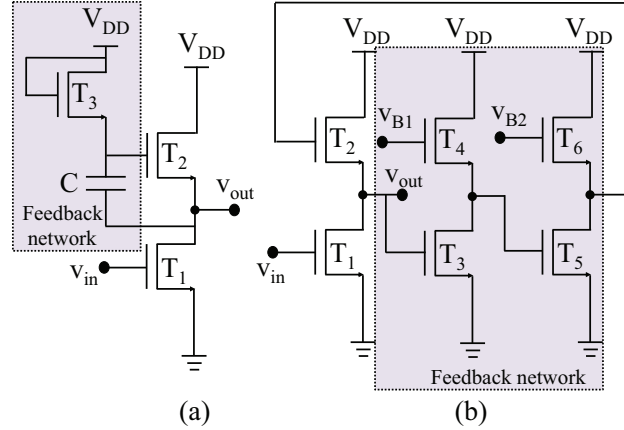 V_DD
T_3
V_DD
T_2
C
Feedback
network
v_out
v_in
T_1
(a)
V_DD
V_DD
V_DD
v_B1
v_B2
T_2
T_4
T_6
v_out
v_in
T_1
T_3
T_5
Feedback network
(b)